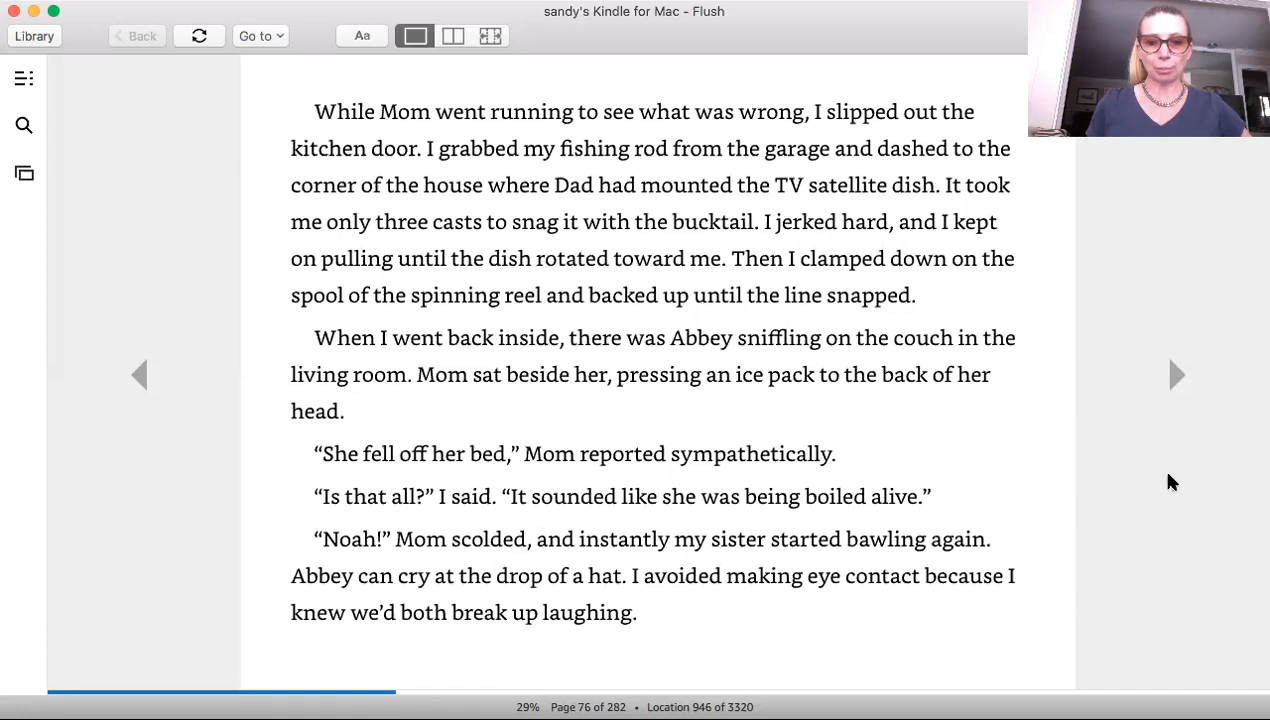 sandy's Kindle for Mac - Flush
Library
Back
Go to
Aa
While Mom went running to see what was wrong, I slipped out the
kitchen door. I grabbed my fishing rod from the garage and dashed to the
corner of the house where Dad had mounted the TV satellite dish. It took
me only three casts to snag it with the bucktail. I jerked hard, and I kept
on pulling until the dish rotated toward me. Then I clamped down on the
spool of the spinning reel and backed up until the line snapped.
When I went back inside, there was Abbey sniffling on the couch in the
living room. Mom sat beside her, pressing an ice pack to the back of her
head.
“She fell off her bed,” Mom reported sympathetically.
“Is that all?” I said. “It sounded like she was being boiled alive.”
“Noah!” Mom scolded, and instantly my sister started bawling again.
Abbey can cry at the drop of a hat. I avoided making eye contact because I
knew we’d both break up laughing.
29% Page 76 of 282 • Location 946 of 3320